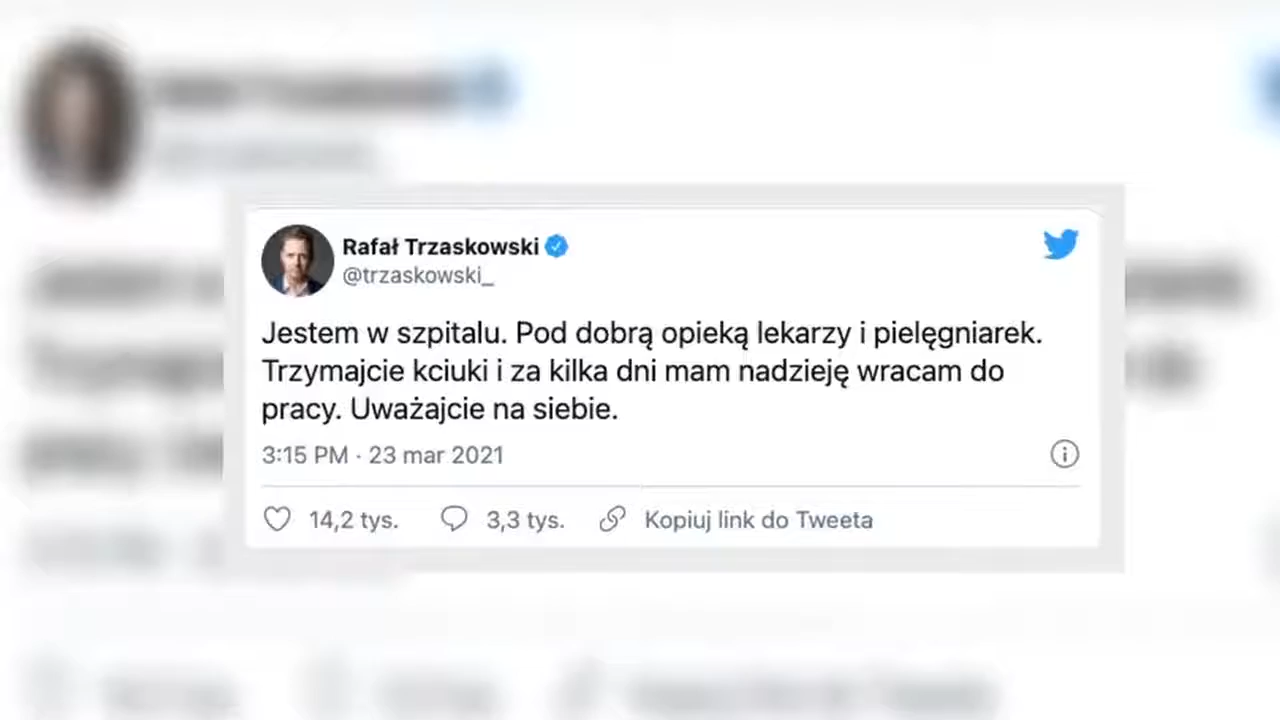 Rafał Trzaskowski
@trzaskowski_
Jestem w szpitalu. Pod dobrą opieką lekarzy i pielęgniarek.
Trzymajcie kciuki i za kilka dni mam nadzieję wracam do
pracy. Uważajcie na siebie.
3:15 PM · 23 mar 2021
14,2 tys. 3,3 tys. Kopiuj link do Tweeta